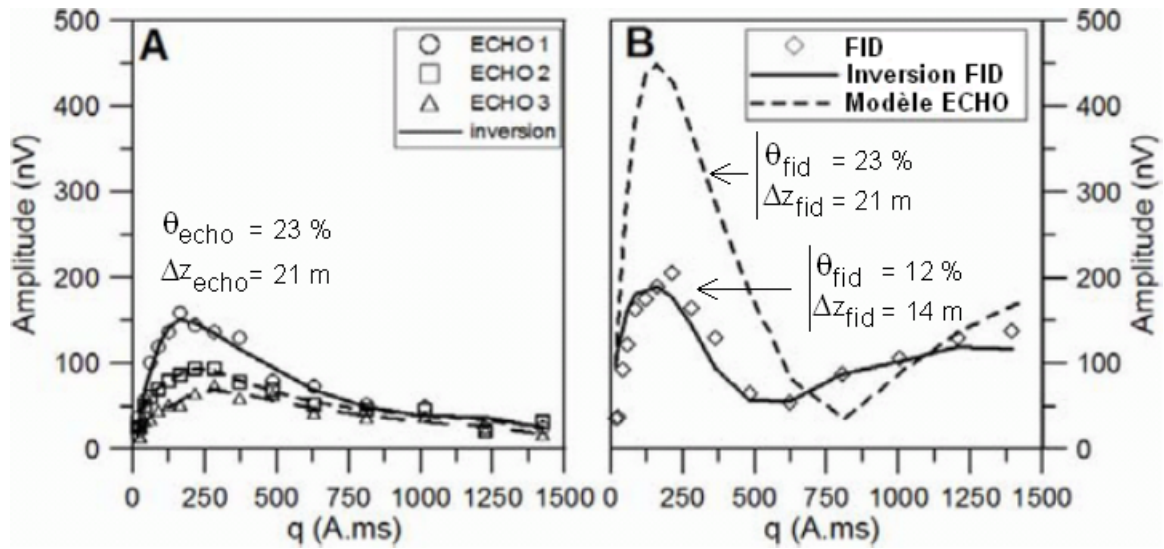 A
ECHO 1
ECHO 2
ECHO 3
inversion
θecho = 23 %
Δzecho= 21 m
Amplitude (nV)
500
400
300
200
100
0
0 250 500 750 1000 1250 1500
q (A.ms)
B
FID
Inversion FID
Modèle ECHO
θfid = 23 %
Δzfid = 21 m
θfid = 12 %
Δzfid = 14 m
500
400
300
200
100
0
Amplitude (nV)
0 250 500 750 1000 1250 1500
q (A.ms)